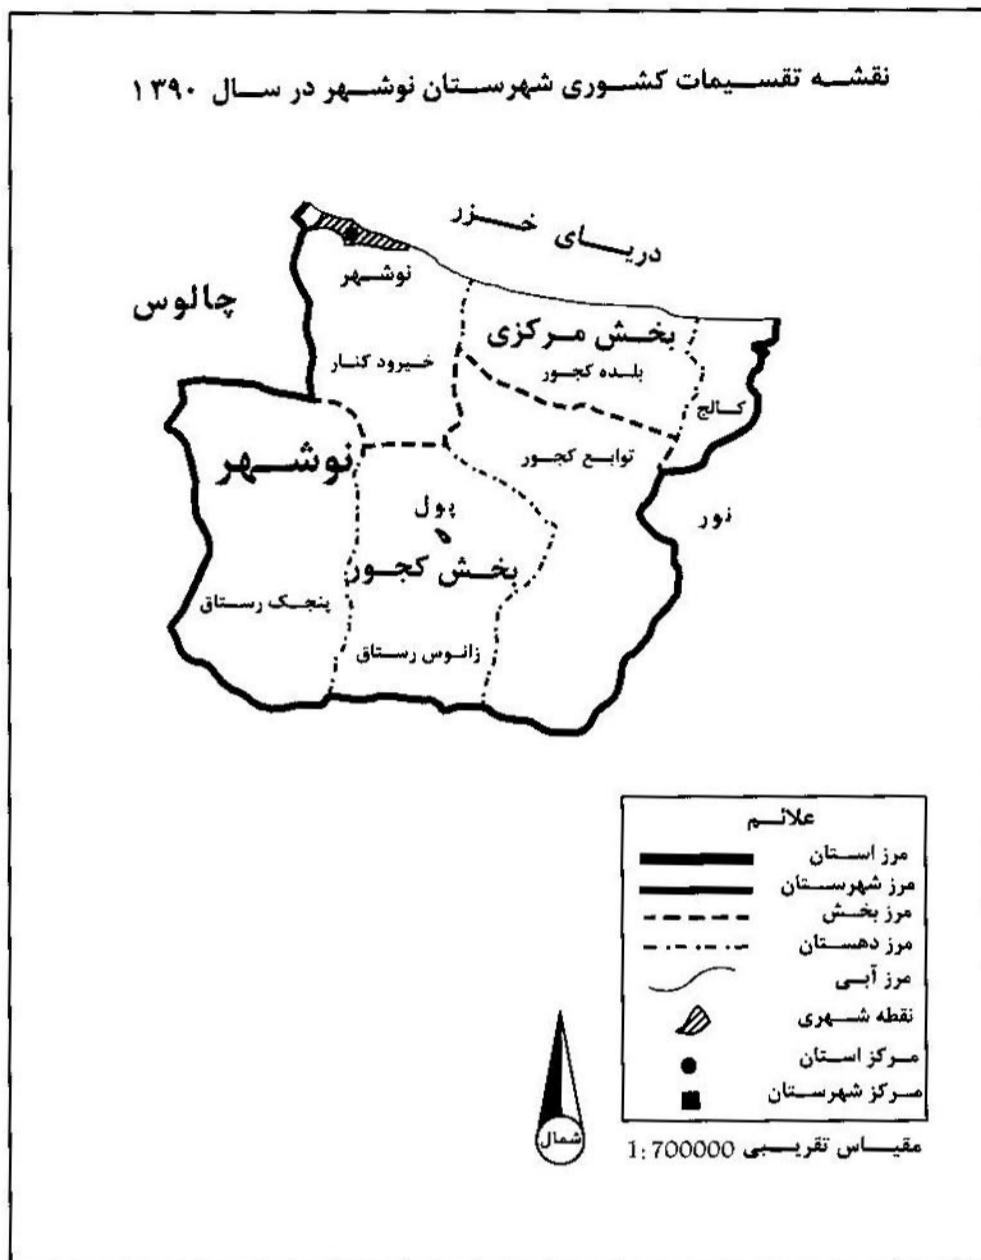 نقشه تقسیمات کشوری شهرستان نوشهر در سال ۱۳۹۰
دریای خزر
نوشهر
چالوس
بخش مرکزی
خیرود کنار
بلده کجور
کالج
نوشهر
توابع کجور
پول
نور
بخش کجور
پنجک رستاق
زانوس رستاق
علائم
مرز استان
مرز شهرستان
مرز بخش
مرز دهستان
مرز آبی
نقطه شهری
مرکز استان
مرکز شهرستان
شمال
مقیاس تقریبی 1:700000